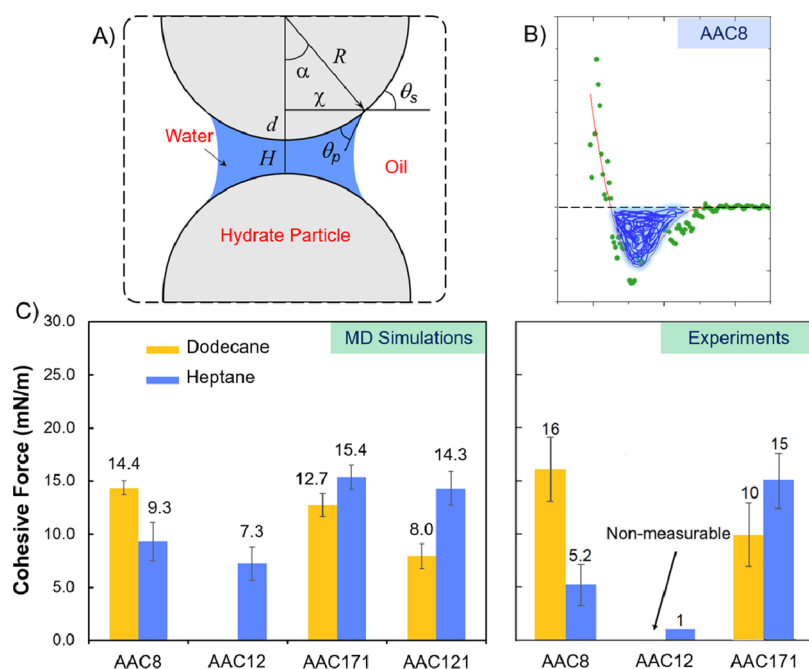 A)
α
R
χ
θs
d
Water
H
θp
Oil
Hydrate Particle
B)
AAC8
C)
Cohesive Force (mN/m)
30.0
25.0
20.0
15.0
10.0
5.0
0.0
Dodecane
Heptane
MD Simulations
14.4
9.3
7.3
12.7
15.4
8.0
14.3
AAC8
AAC12
AAC171
AAC121
Experiments
16
5.2
Non-measurable
1
10
15
AAC8
AAC12
AAC171